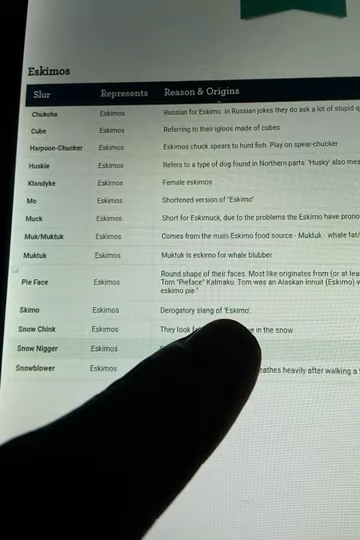 Eskimos
Slur Represents Reason & Origins
Chukcha Eskimos Russian for Eskimo. In Russian jokes they do ask a lot of stupid
Cube Eskimos Referring to their igloos made of cubes
Harpoon-Chucker Eskimos Eskimos chuck spears to hunt fish. Play on spear-chucker
Huskie Eskimos Refers to a type of dog found in Northern parts. 'Husky' also
Klondyke Eskimos Female eskimos
Mo Eskimos Shortened version of "Eskimo"
Muck Eskimos Short for Eskimuck, due to the problems the Eskimo have
Muk/Muktuk Eskimos Comes from the main Eskimo food source - Muktuk - whale
Muktuk Eskimos Muktuk is eskimo for whale blubber
Pie Face Eskimos Round shape of their faces. Most like originates from (or at
Tom "Pieface" Kalmaku. Tom was an Alaskan Innuit (Eskimo)
eskimo pie"
Skimo Eskimos Derogatory slang of 'Eskimo'.
Snow Chink Eskimos They look in the snow
Snow Nigger Eskimos
Snowblower Eskimos heavily after walking a